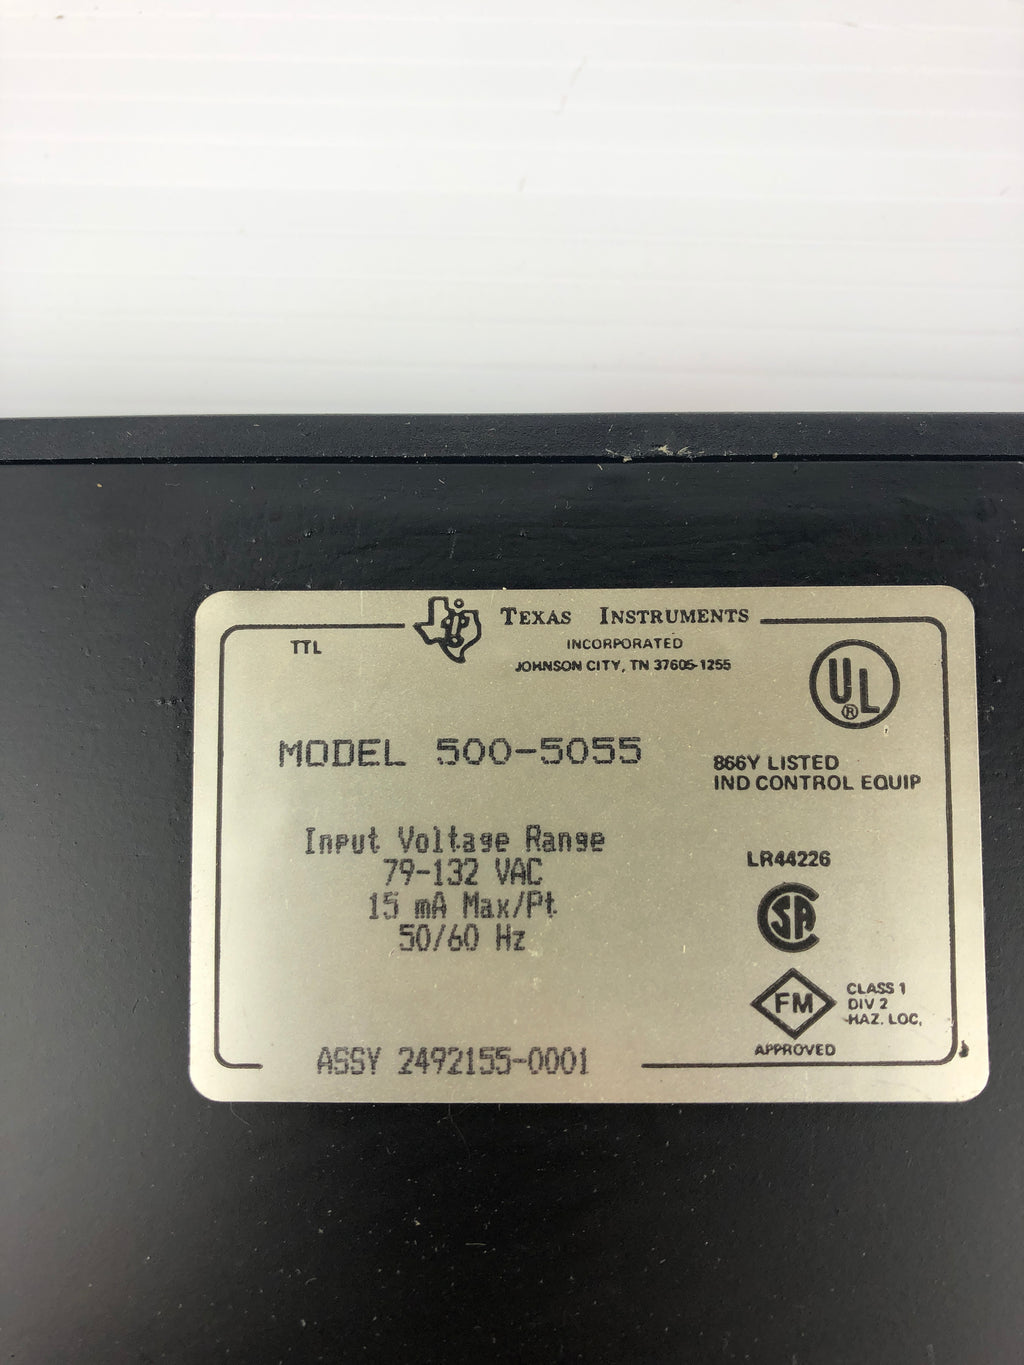 TTL
TEXAS INSTRUMENTS
INCORPORATED
JOHNSON CITY, TN 37605-1255
UL
®
MODEL 500-5055
866Y LISTED
IND CONTROL EQUIP
Input Voltage Range
79-132 VAC
15 mA Max/Pt
50/60 Hz
LR44226
SA
FM
CLASS 1
DIV 2
HAZ. LOC.
APPROVED
ASSY 2492155-0001